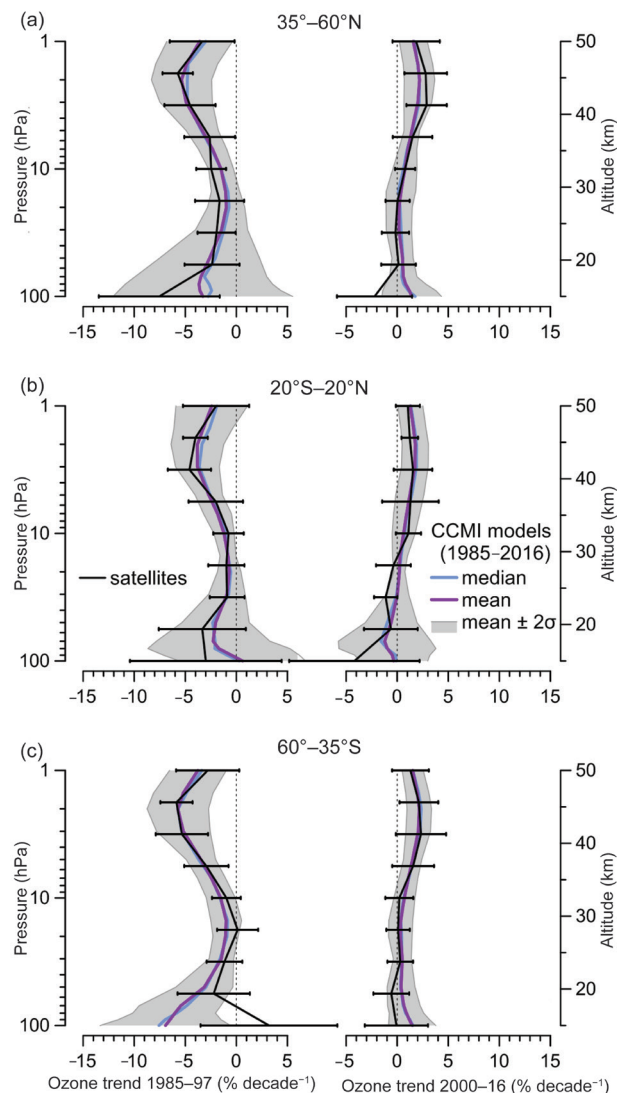 (a) 35°–60°N
1
10
100
Pressure (hPa)
50
40
30
20
Altitude (km)
−15 −10 −5 0 5
−5 0 5 10 15
(b) 20°S–20°N
1
10
100
Pressure (hPa)
satellites
CCMI models
(1985–2016)
median
mean
mean ± 2σ
50
40
30
20
Altitude (km)
−15 −10 −5 0 5
−5 0 5 10 15
(c) 60°–35°S
1
10
100
Pressure (hPa)
50
40
30
20
Altitude (km)
−15 −10 −5 0 5
−5 0 5 10 15
Ozone trend 1985–97 (% decade⁻¹)
Ozone trend 2000–16 (% decade⁻¹)